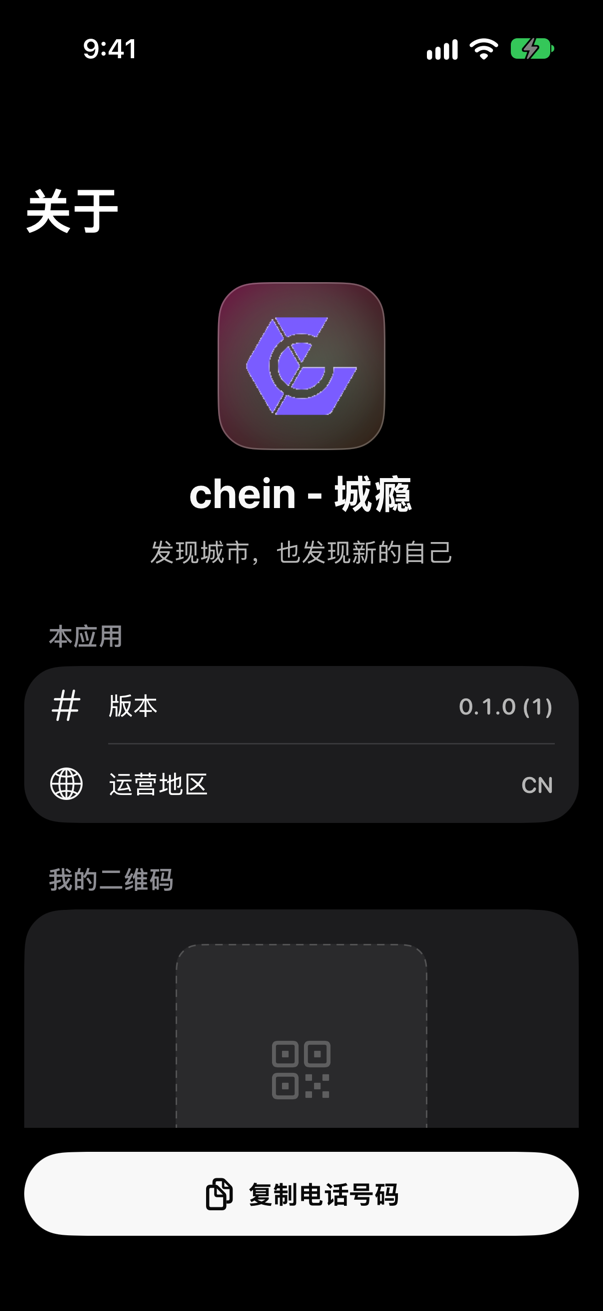 9:41
关于
chein - 城瘾
发现城市，也发现新的自己
本应用
版本
0.1.0 (1)
运营地区
CN
我的二维码
复制电话号码